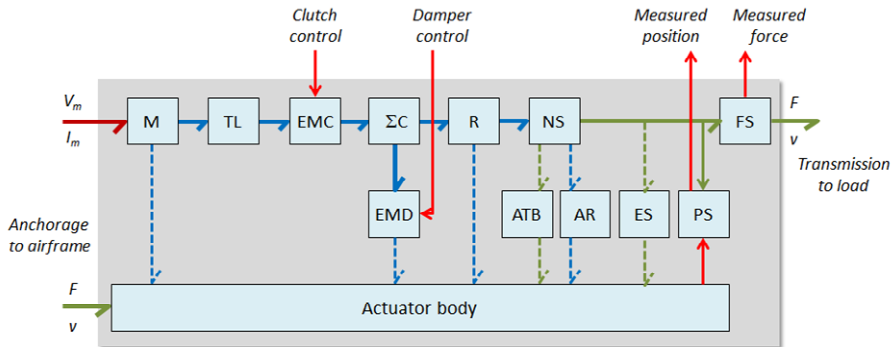 Clutch
control
Damper
control
Measured
position
Measured
force
Vm
Im
M
TL
EMC
ΣC
R
NS
FS
F
v
Transmission
to load
EMD
ATB
AR
ES
PS
Anchorage
to airframe
F
v
Actuator body